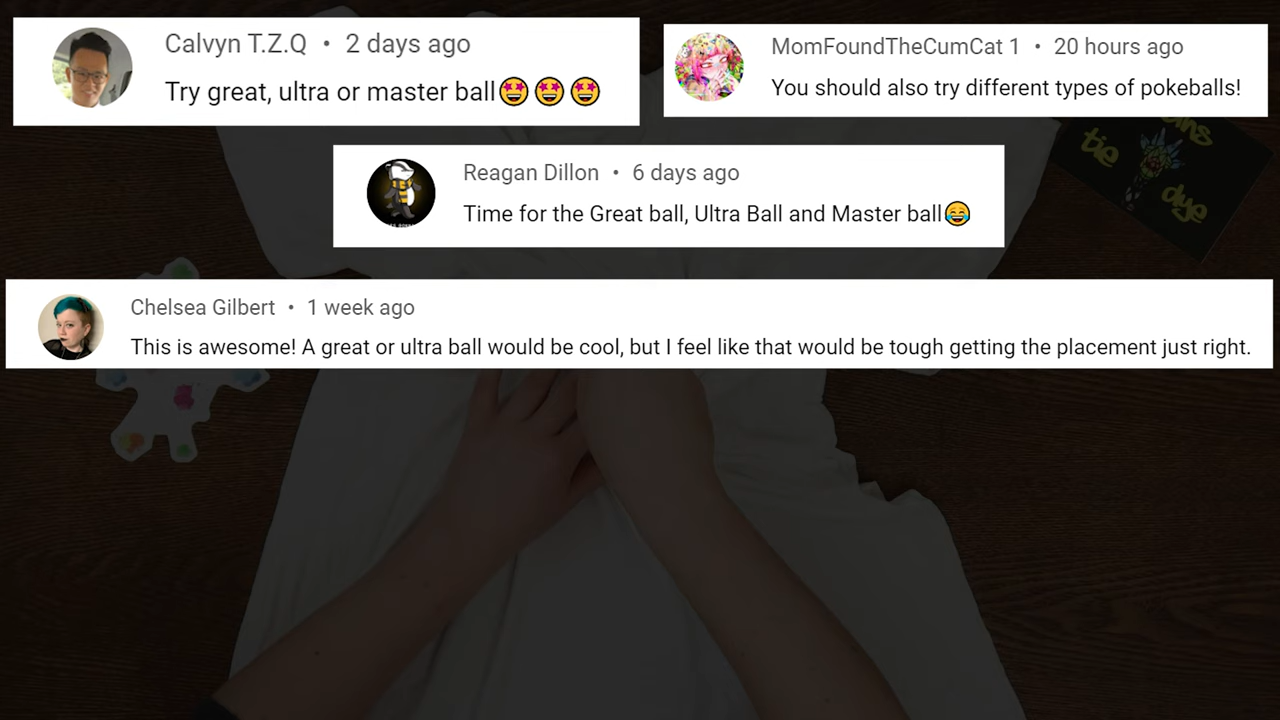 Calvyn T.Z.Q • 2 days ago
Try great, ultra or master ball🤩🤩🤩
MomFoundTheCumCat 1 • 20 hours ago
You should also try different types of pokeballs!
Reagan Dillon • 6 days ago
Time for the Great ball, Ultra Ball and Master ball😂
tie
dye
Chelsea Gilbert • 1 week ago
This is awesome! A great or ultra ball would be cool, but I feel like that would be tough getting the placement just right.